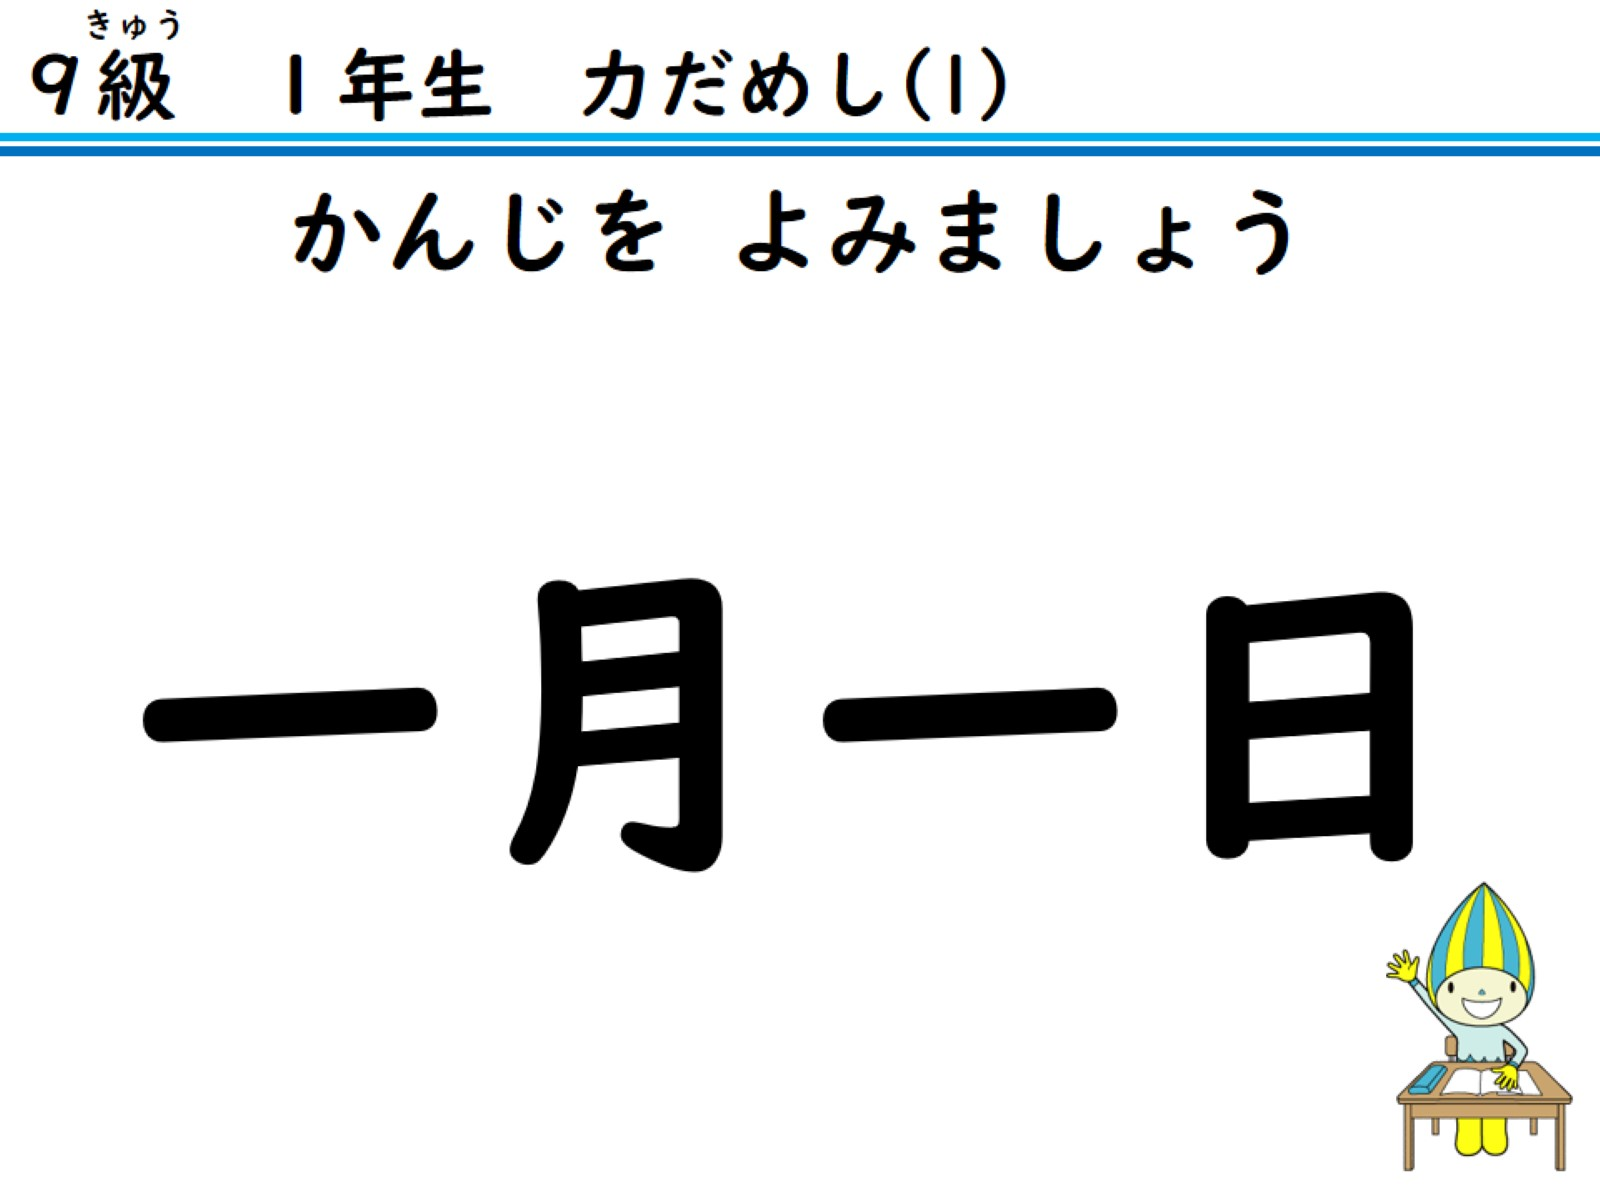 きゅう
9級　1年生　力だめし(1)
かんじを よみましょう
一月一日